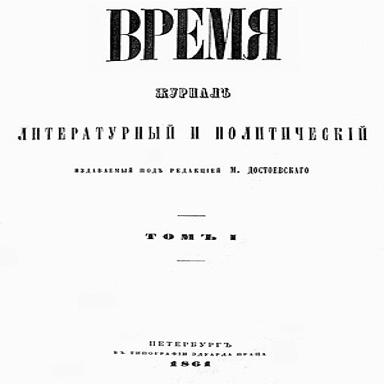 ВРЕМЯ
ЖУРНАЛЪ
ЛИТЕРАТУРНЫЙ И ПОЛИТИЧЕСКІЙ
ИЗДАВАЕМЫЙ ПОДЪ РЕДАКЦІЕЙ М. ДОСТОЕВСКАГО
ТОМЪ I
ПЕТЕРБУРГЪ
ВЪ ТИПОГРАФІИ ЭДУАРДА ПРАЦА
1861